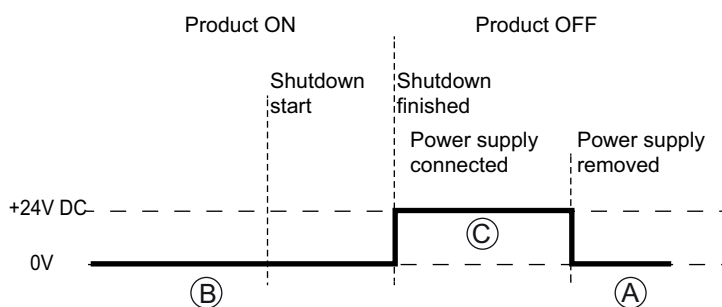 Product ON
Product OFF
Shutdown
start
Shutdown
finished
Power supply
connected
Power supply
removed
+24V DC
0V
C
B
A